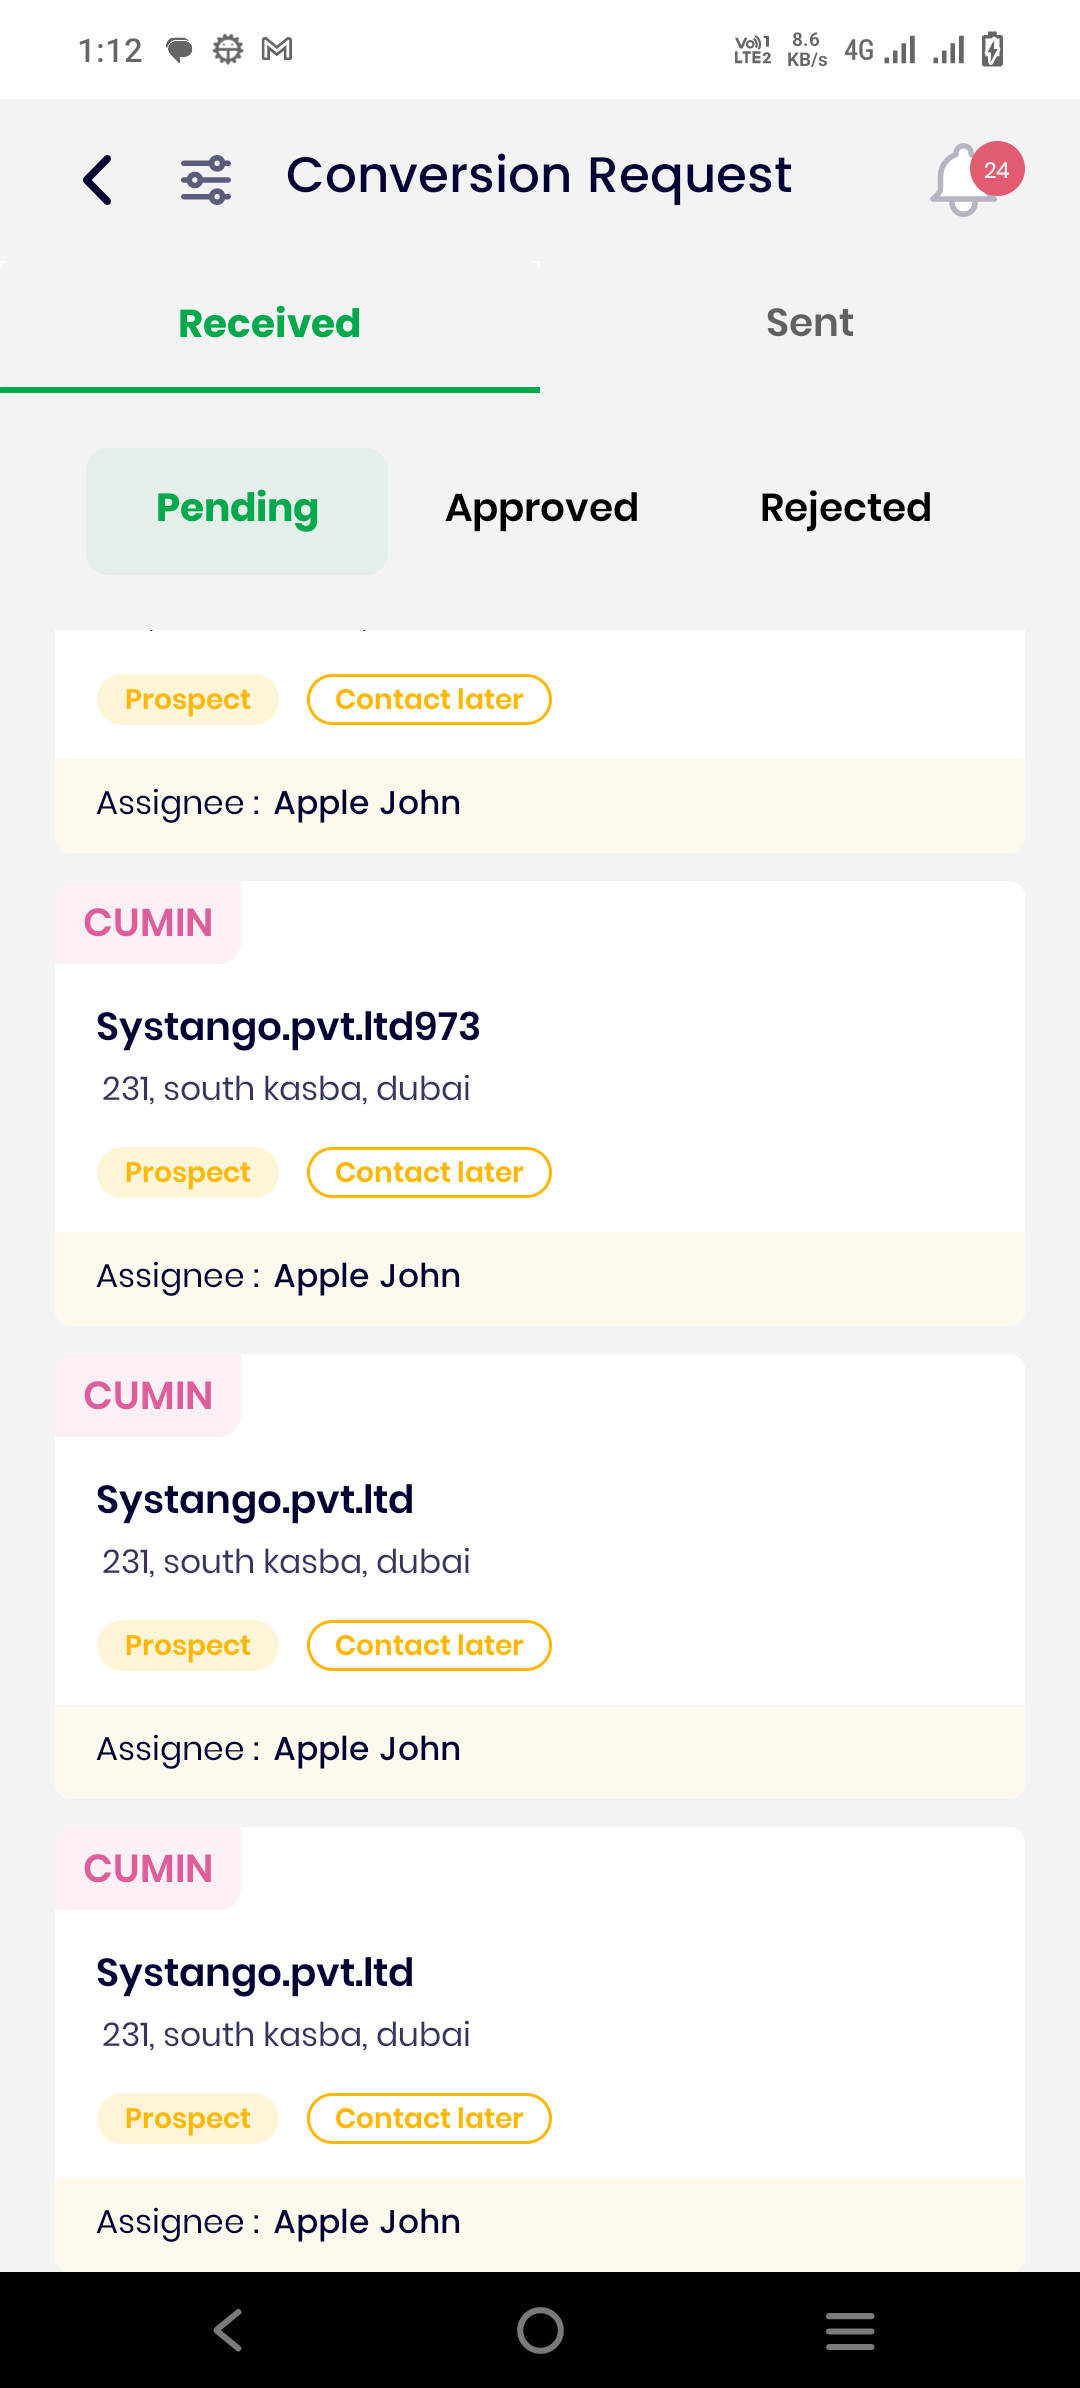 1:12
Vo)) 1
LTE2
8.6
KB/s
4G
Conversion Request
24
Received
Sent
Pending
Approved
Rejected
Prospect
Contact later
Assignee : Apple John
CUMIN
Systango.pvt.ltd973
231, south kasba, dubai
Prospect
Contact later
Assignee : Apple John
CUMIN
Systango.pvt.ltd
231, south kasba, dubai
Prospect
Contact later
Assignee : Apple John
CUMIN
Systango.pvt.ltd
231, south kasba, dubai
Prospect
Contact later
Assignee : Apple John